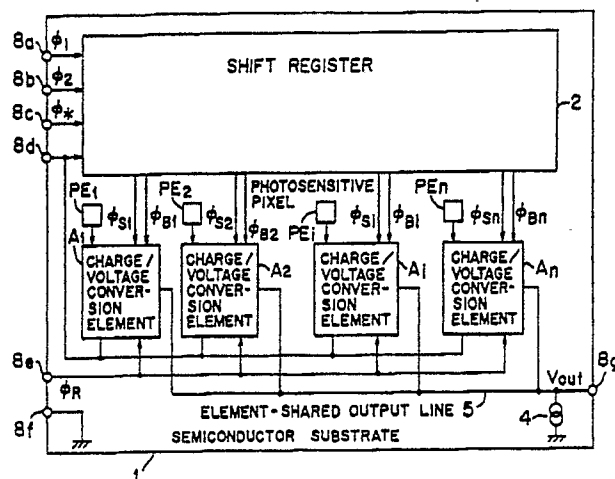 8a φ1
8b φ2
8c φ*
8d
SHIFT REGISTER
2
PE1
PE2
PHOTOSENSITIVE PIXEL
PEi
PEn
φS1 φB1
φS2 φB2
φSi φBi
φSn φBn
A1
A2
Ai
An
CHARGE/ VOLTAGE CONVER- SION ELEMENT
CHARGE/ VOLTAGE CONVER- SION ELEMENT
CHARGE/ VOLTAGE CONVER- SION ELEMENT
CHARGE/ VOLTAGE CONVER- SION ELEMENT
8e φR
8f
Vout
8g
ELEMENT-SHARED OUTPUT LINE 5
4
SEMICONDUCTOR SUBSTRATE
1